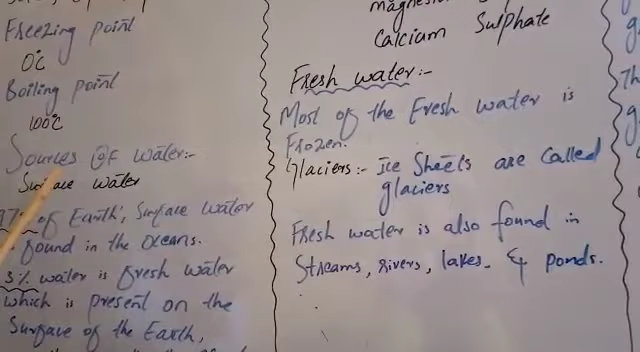 Freezing point
0°C
Boiling point
100°C
Sources of water:-
Surface water
97% of Earth's Surface water
found in the oceans.
3% water is fresh water
which is present on the
Surface of the Earth,
Calcium Sulphate
Fresh water:-
Most of the Fresh water is
Frozen.
Glaciers:- Ice Sheets are called
glaciers
Fresh water is also found in
Streams, rivers, lakes, & ponds.